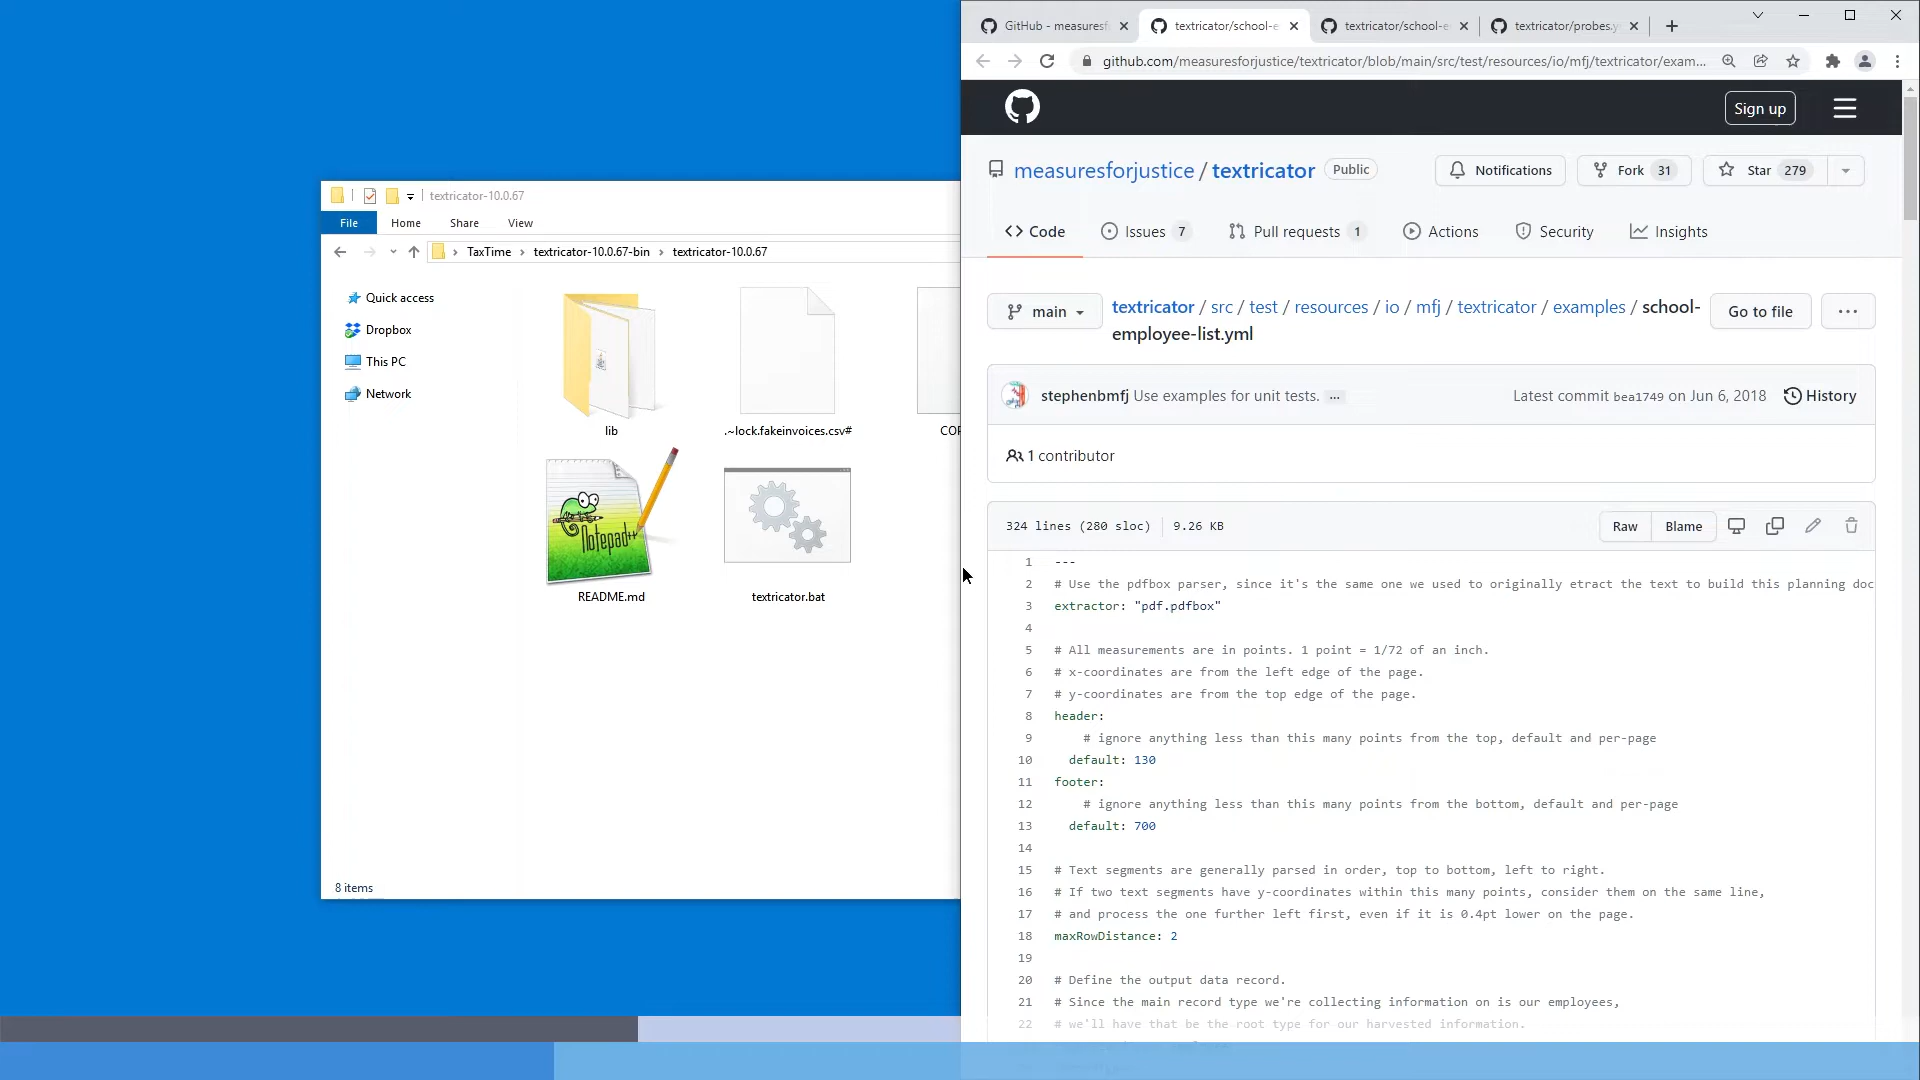 textricator-10.0.67
File Home Share View
TaxTime › textricator-10.0.67-bin › textricator-10.0.67
Quick access
Dropbox
This PC
Network
lib
.~lock.fakeinvoices.csv#
COP
Notepad++
README.md
textricator.bat
8 items
GitHub - measuresf
textricator/school-e
textricator/school-e
textricator/probes.y
github.com/measuresforjustice/textricator/blob/main/src/test/resources/io/mfj/textricator/exam...
Sign up
measuresforjustice / textricator Public
Notifications Fork 31 Star 279
Code Issues 7 Pull requests 1 Actions Security Insights
main
textricator / src / test / resources / io / mfj / textricator / examples / school-
employee-list.yml
Go to file ...
stephenbmfj Use examples for unit tests. ... Latest commit bea1749 on Jun 6, 2018 History
1 contributor
324 lines (280 sloc) 9.26 KB Raw Blame
1 ---
2 # Use the pdfbox parser, since it's the same one we used to originally etract the text to build this planning doc
3 extractor: "pdf.pdfbox"
4
5 # All measurements are in points. 1 point = 1/72 of an inch.
6 # x-coordinates are from the left edge of the page.
7 # y-coordinates are from the top edge of the page.
8 header:
9 # ignore anything less than this many points from the top, default and per-page
10 default: 130
11 footer:
12 # ignore anything less than this many points from the bottom, default and per-page
13 default: 700
14
15 # Text segments are generally parsed in order, top to bottom, left to right.
16 # If two text segments have y-coordinates within this many points, consider them on the same line,
17 # and process the one further left first, even if it is 0.4pt lower on the page.
18 maxRowDistance: 2
19
20 # Define the output data record.
21 # Since the main record type we're collecting information on is our employees,
22 # we'll have that be the root type for our harvested information.